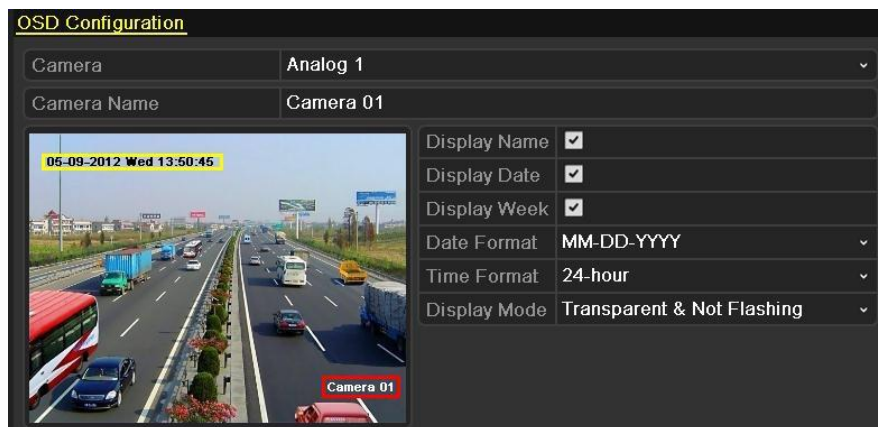 OSD Configuration
Camera Analog 1
Camera Name Camera 01
05-09-2012 Wed 13:50:45
Camera 01
Display Name
Display Date
Display Week
Date Format MM-DD-YYYY
Time Format 24-hour
Display Mode Transparent & Not Flashing